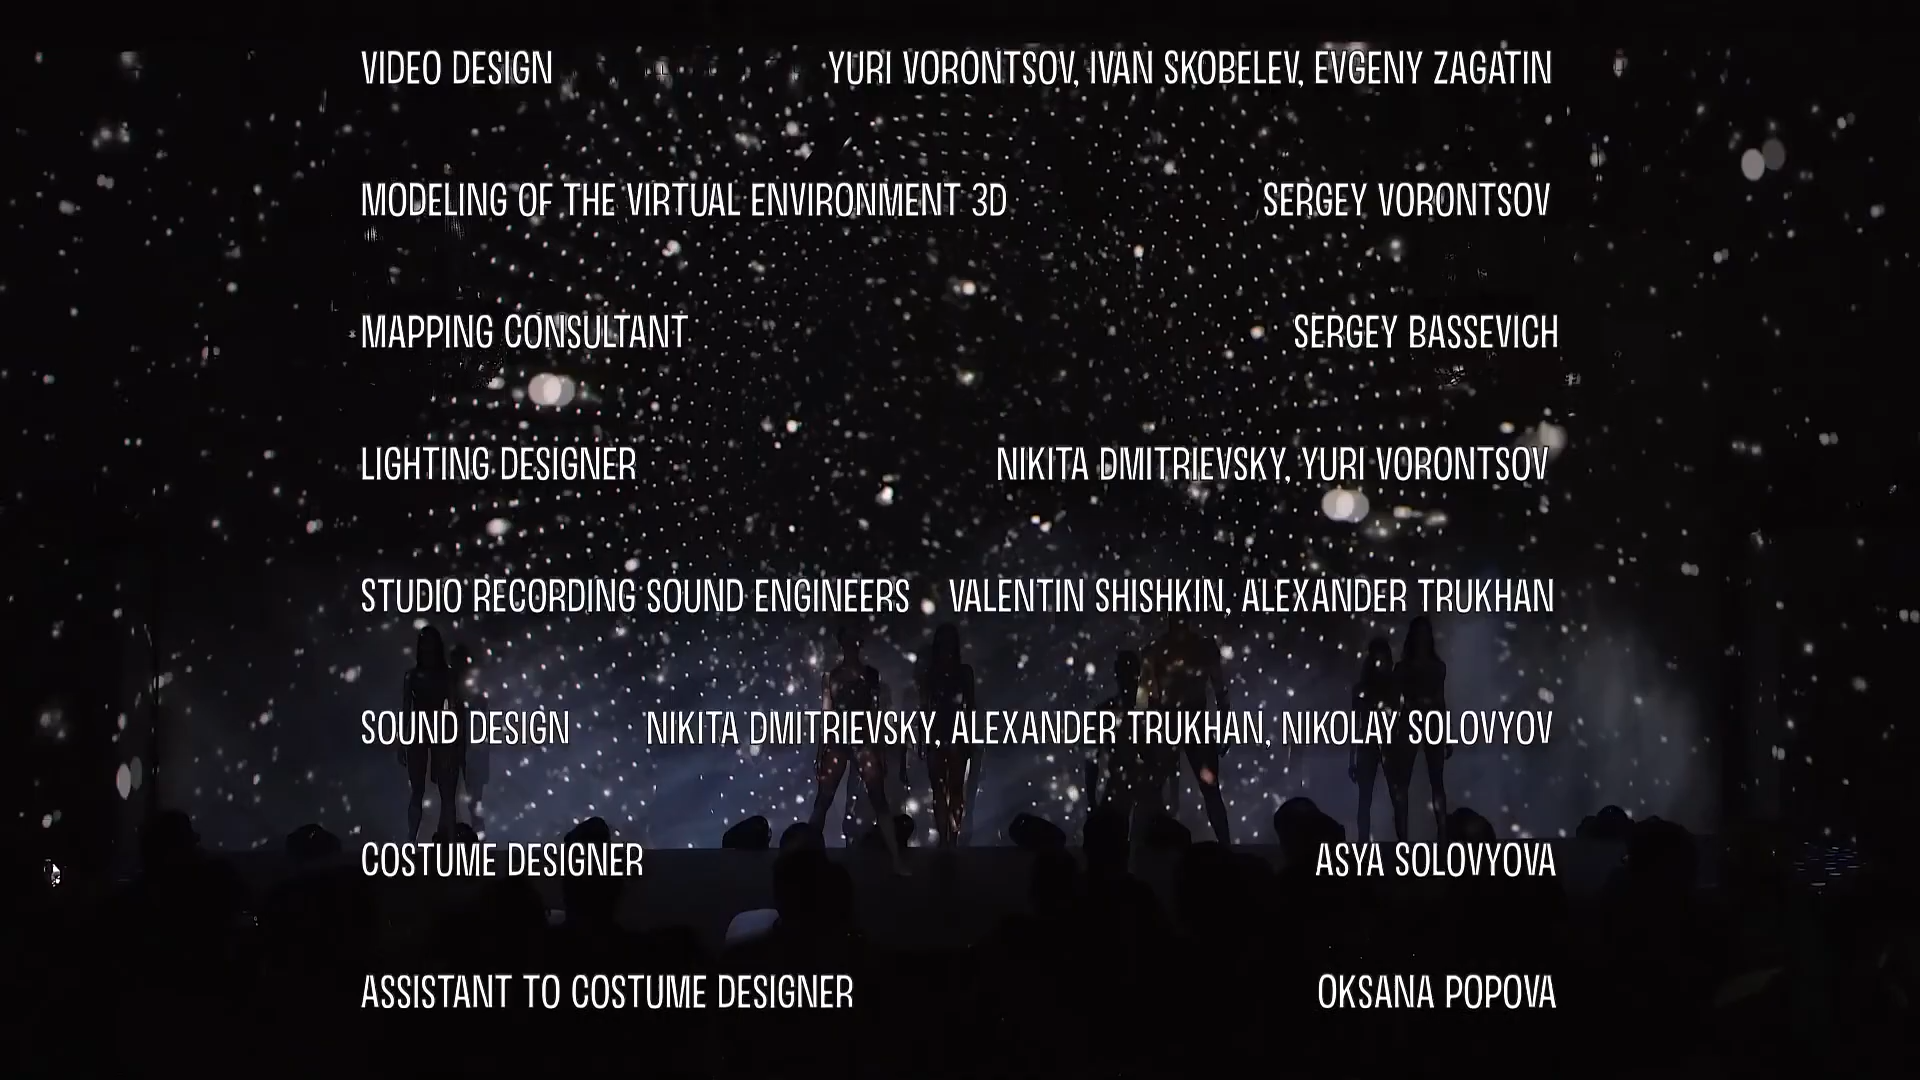 VIDEO DESIGN YURI VORONTSOV, IVAN SKOBELEV, EVGENY ZAGATIN
MODELING OF THE VIRTUAL ENVIRONMENT 3D SERGEY VORONTSOV
MAPPING CONSULTANT SERGEY BASSEVICH
LIGHTING DESIGNER NIKITA DMITRIEVSKY, YURI VORONTSOV
STUDIO RECORDING SOUND ENGINEERS VALENTIN SHISHKIN, ALEXANDER TRUKHAN
SOUND DESIGN NIKITA DMITRIEVSKY, ALEXANDER TRUKHAN, NIKOLAY SOLOVYOV
COSTUME DESIGNER ASYA SOLOVYOVA
ASSISTANT TO COSTUME DESIGNER OKSANA POPOVA